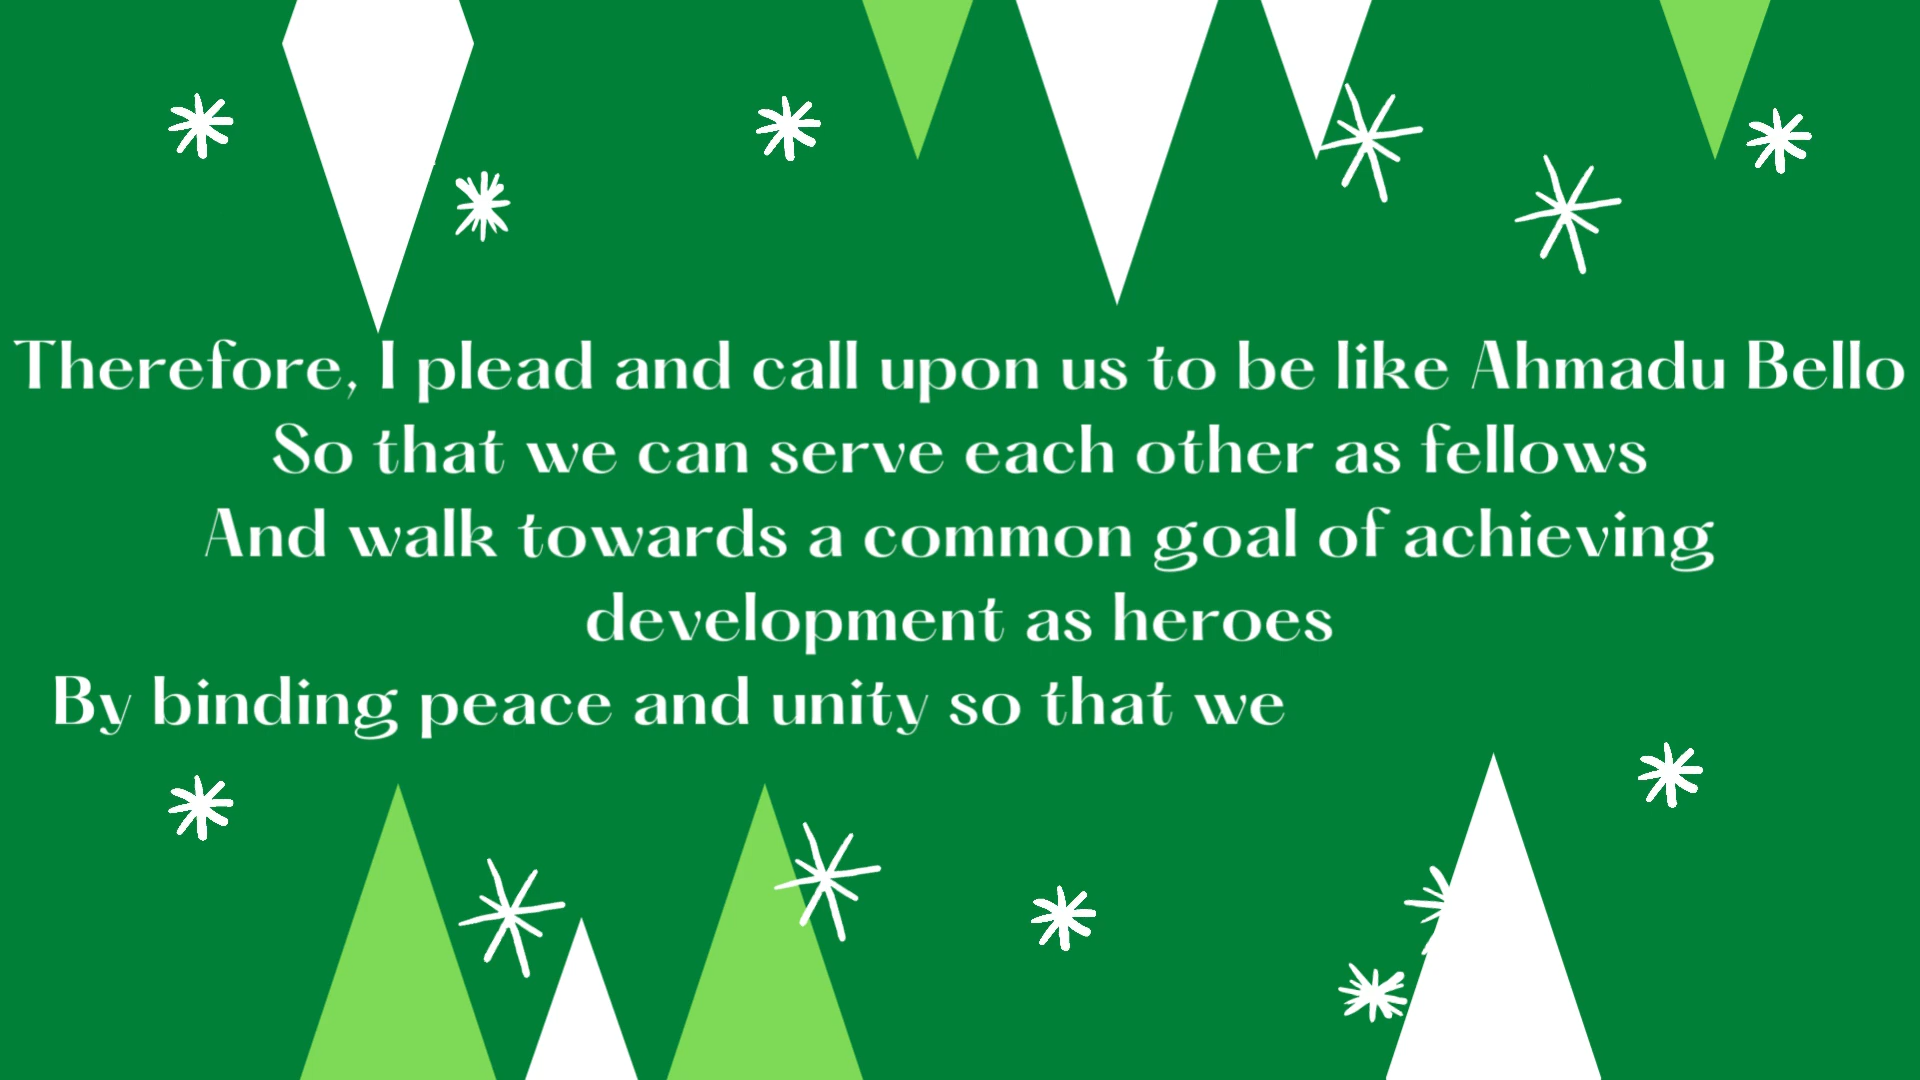 Therefore, I plead and call upon us to be like Ahmadu Bello
So that we can serve each other as fellows
And walk towards a common goal of achieving
development as heroes
By binding peace and unity so that we